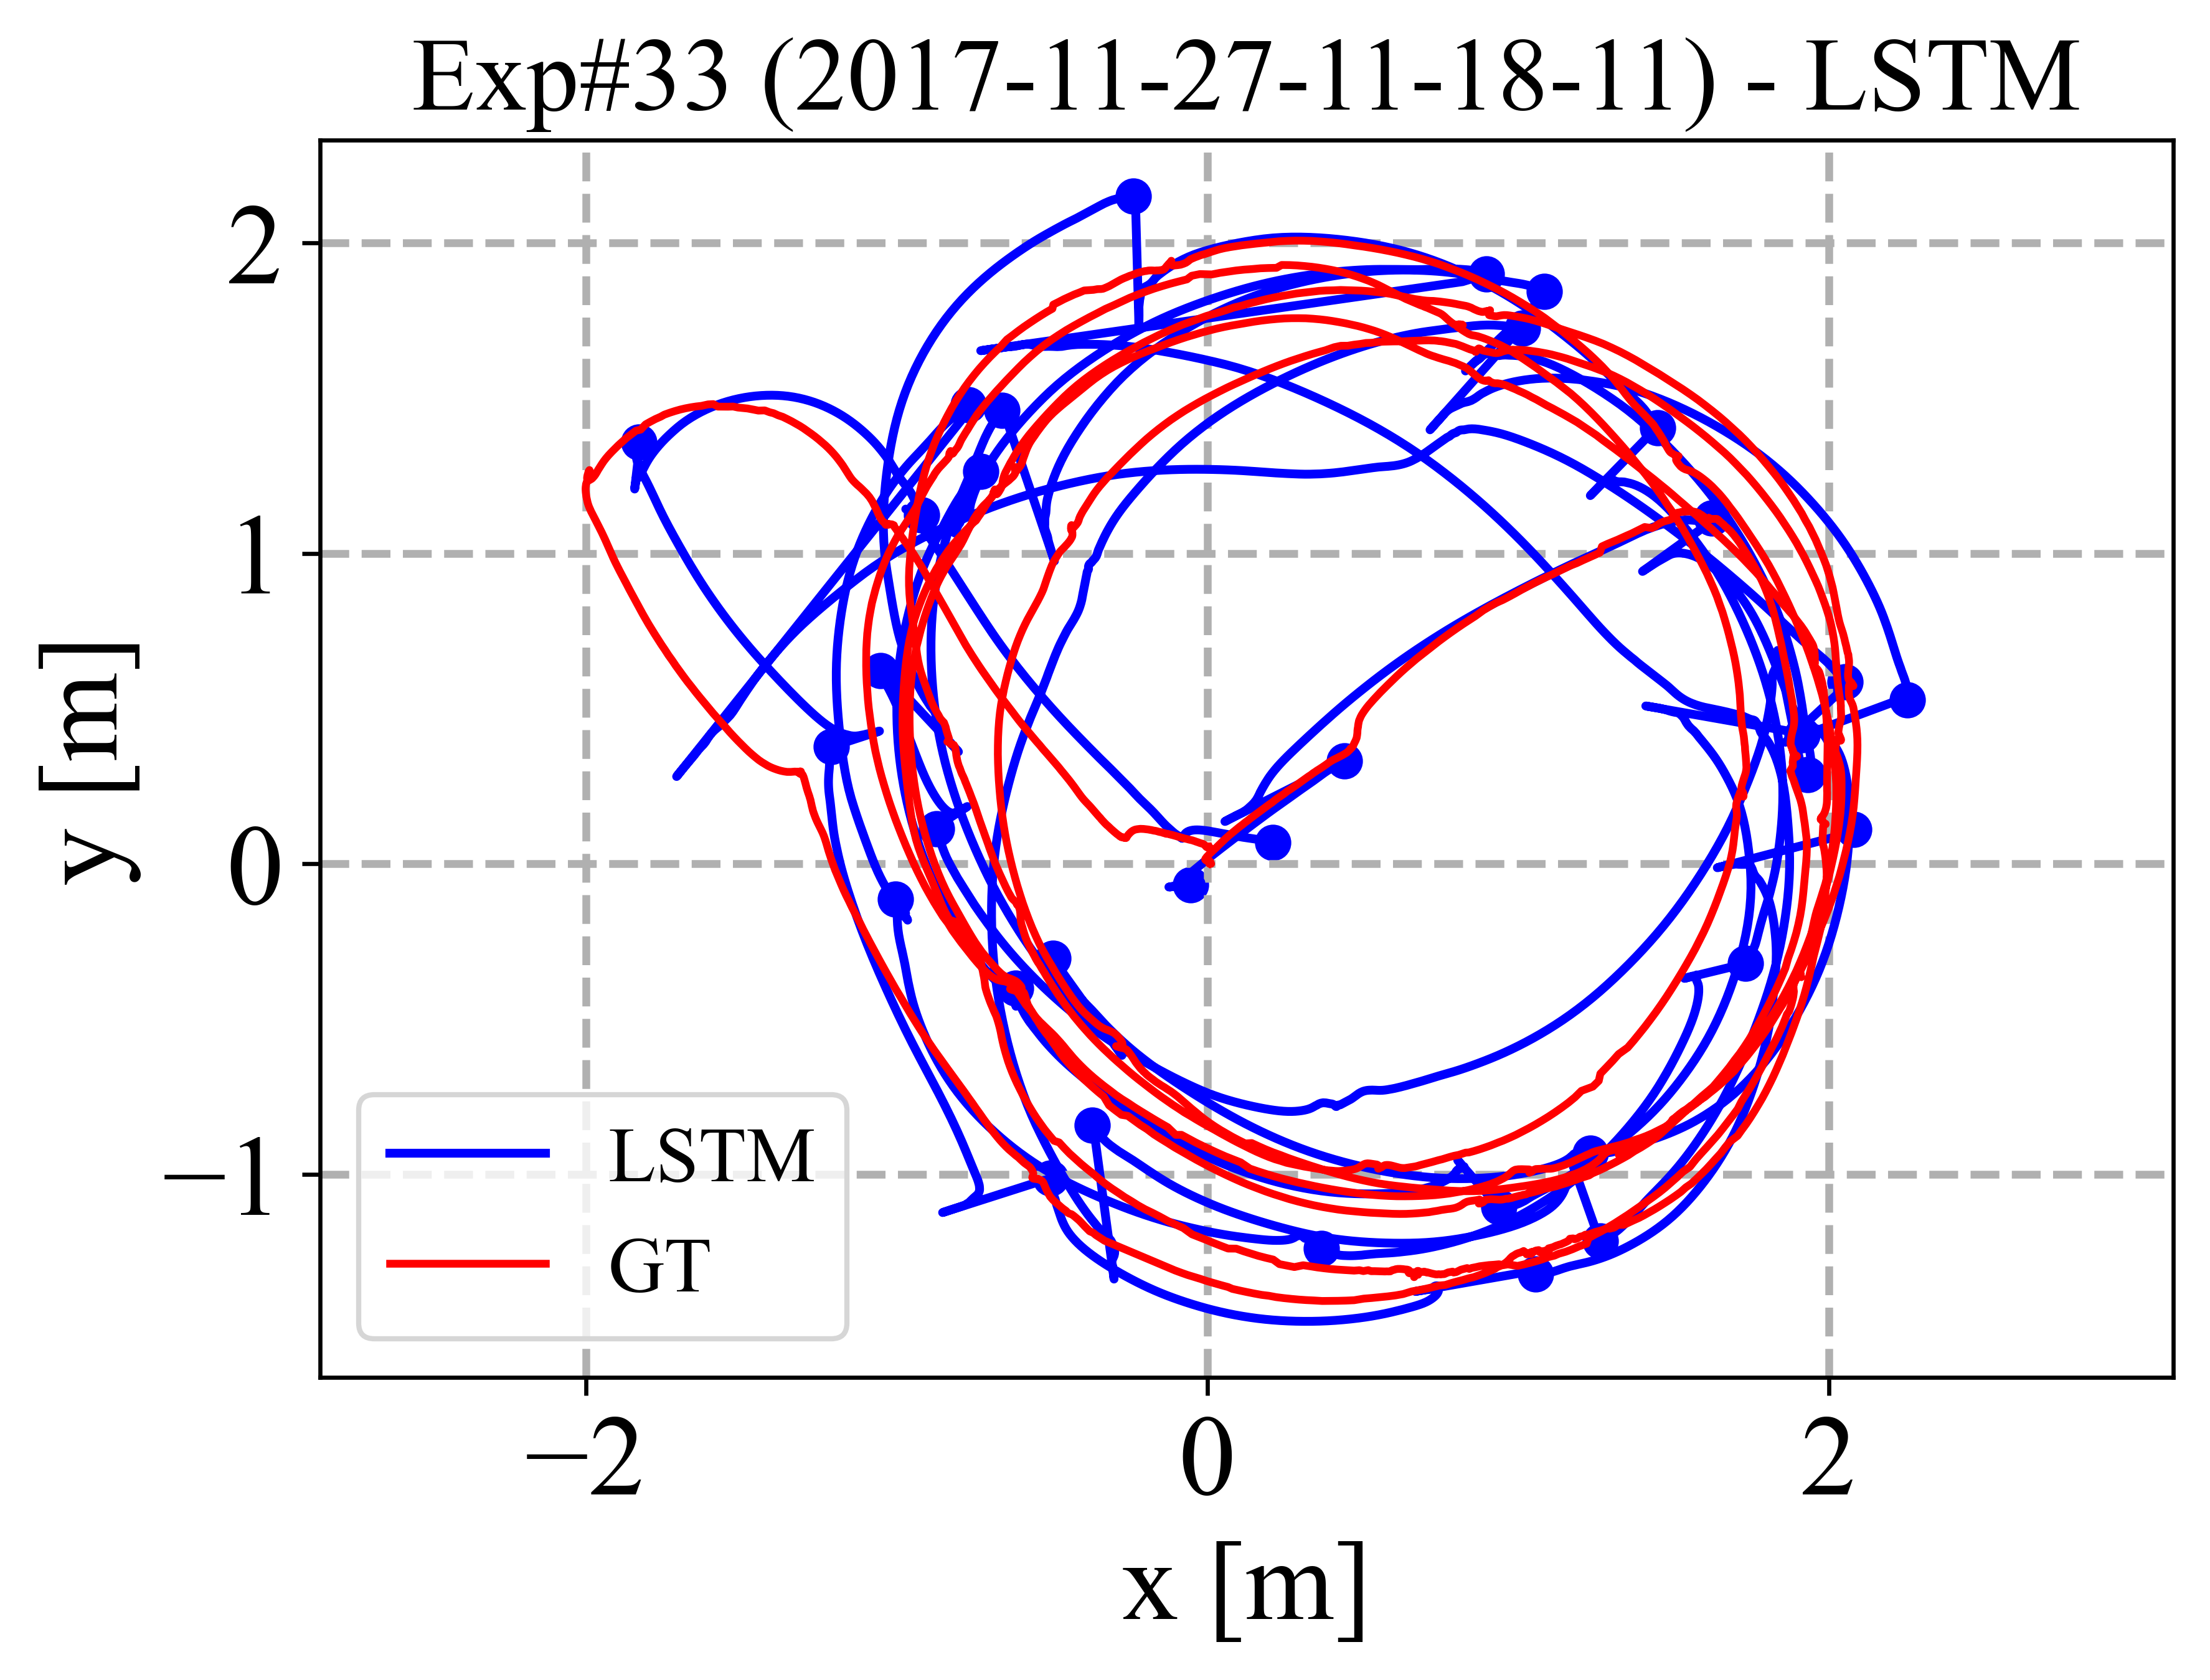 Exp#33 (2017-11-27-11-18-11) - LSTM
y [m]
2
1
0
−1
LSTM
GT
−2
0
2
x [m]